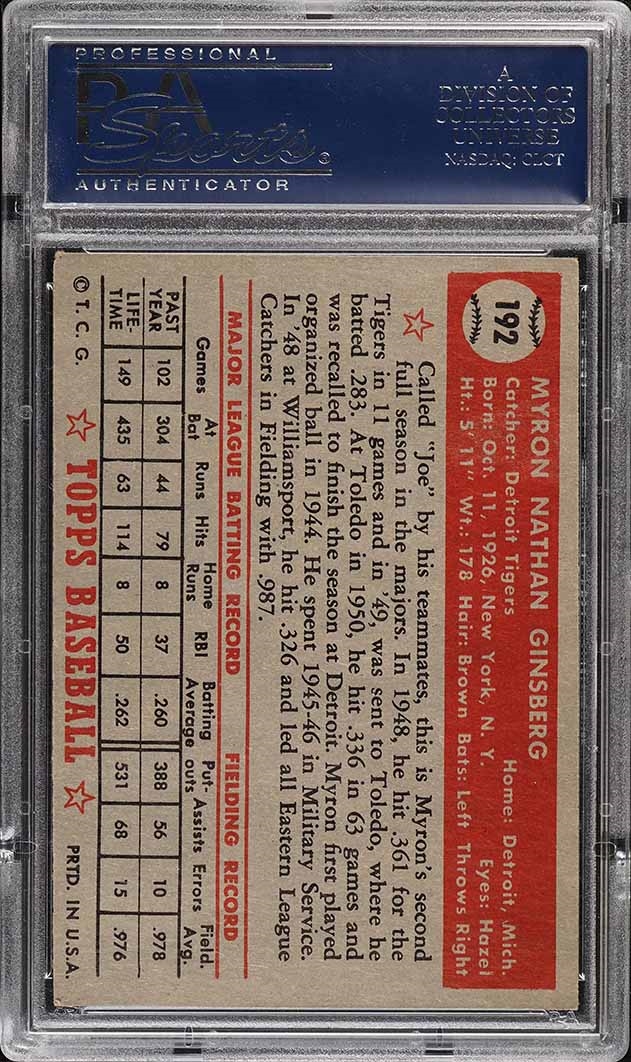 PROFESSIONAL
PSA
Sports®
AUTHENTICATOR
A
DIVISION OF
COLLECTORS
UNIVERSE
NASDAQ: CLCT
192
MYRON NATHAN GINSBERG
Catcher: Detroit Tigers Home: Detroit, Mich.
Born: Oct. 11, 1926, New York, N. Y. Eyes: Hazel
Ht.: 5' 11" Wt.: 178 Hair: Brown Bats: Left Throws Right
Called "Joe" by his teammates, this is Myron's second
full season in the majors. In 1948, he hit .361 for the
Tigers in 11 games and in '49, was sent to Toledo, where he
batted .283. At Toledo in 1950, he hit .336 in 63 games and
was recalled to finish the season at Detroit. Myron first played
organized ball in 1944. He spent 1945-46 in Military Service.
In '48 at Williamsport, he hit .326 and led all Eastern League
Catchers in Fielding with .987.
MAJOR LEAGUE BATTING RECORD FIELDING RECORD
Games At Bat Runs Hits Home Runs RBI Batting Average Put-outs Assists Errors Field. Avg.
PAST YEAR 102 304 44 79 8 37 .260 388 56 10 .978
LIFE-TIME 149 435 63 114 8 50 .262 531 68 15 .976
© T. C. G. TOPPS BASEBALL PRTD. IN U.S.A.